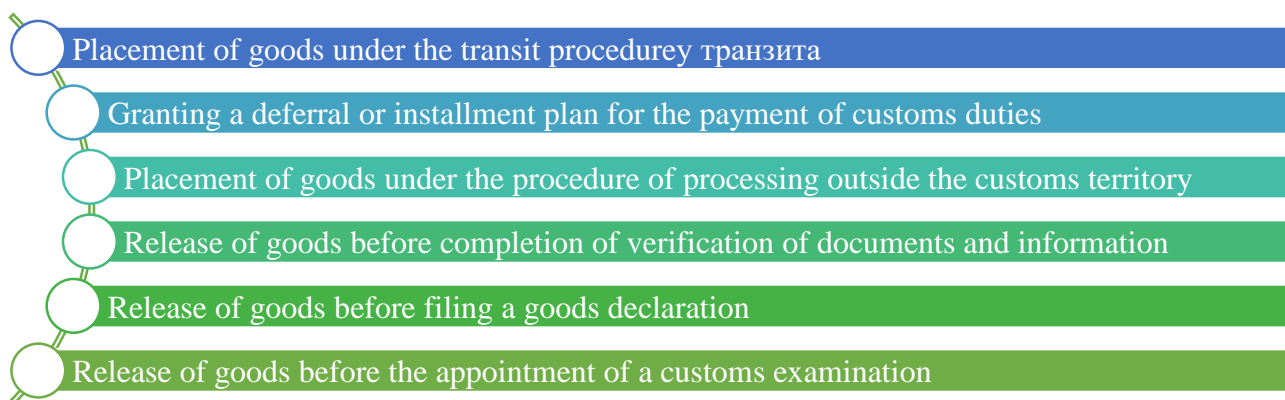 Placement of goods under the transit procedurey транзита
Granting a deferral or installment plan for the payment of customs duties
Placement of goods under the procedure of processing outside the customs territory
Release of goods before completion of verification of documents and information
Release of goods before filing a goods declaration
Release of goods before the appointment of a customs examination